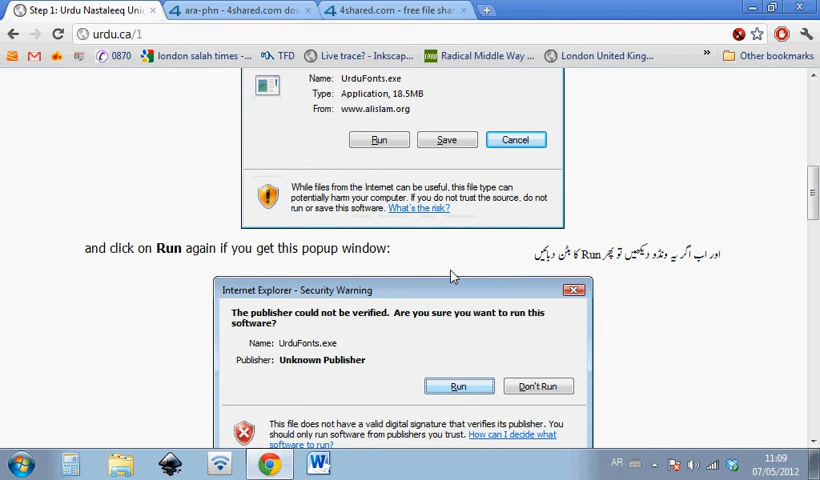 Step 1: Urdu Nastaleeq Uni
ara-phn - 4shared.com do
4shared.com - free file shar
urdu.ca/1
0870
london salah times -...
TFD
Live trace? - Inkscap...
Radical Middle Way -...
London United King...
»
Other bookmarks
Name: UrduFonts.exe
Type: Application, 18.5MB
From: www.alislam.org
Run Save Cancel
While files from the Internet can be useful, this file type can
potentially harm your computer. If you do not trust the source, do not
run or save this software. What's the risk?
and click on Run again if you get this popup window:
اور اب اگر یہ ونڈو دیکھیں تو پھر Run کا بٹن دبائیں
Internet Explorer - Security Warning
The publisher could not be verified. Are you sure you want to run this
software?
Name: UrduFonts.exe
Publisher: Unknown Publisher
Run Don't Run
This file does not have a valid digital signature that verifies its publisher. You
should only run software from publishers you trust. How can I decide what
software to run?
AR
11:09
07/05/2012